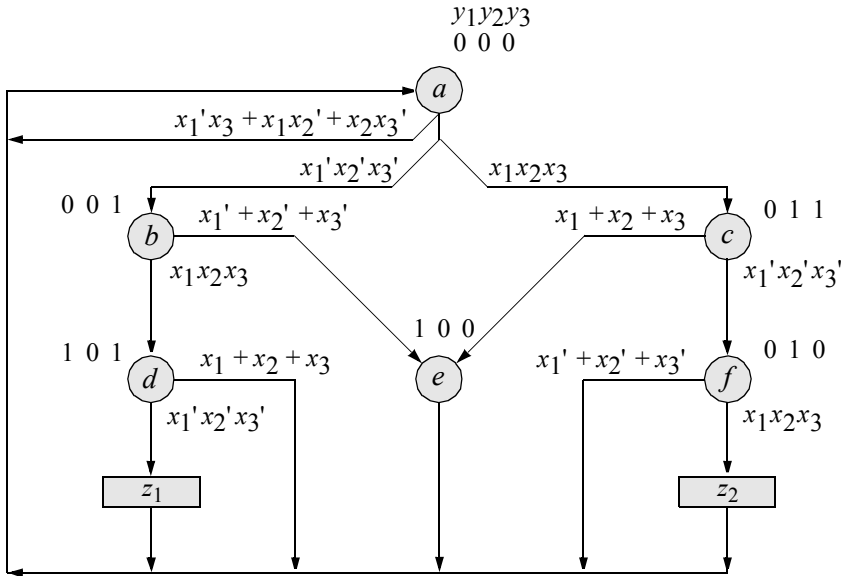 y₁y₂y₃
0 0 0
a
x₁'x₃ + x₁x₂' + x₂x₃'
x₁'x₂'x₃'
x₁x₂x₃
0 0 1
x₁' + x₂' + x₃'
x₁ + x₂ + x₃
0 1 1
b
c
x₁x₂x₃
x₁'x₂'x₃'
1 0 0
1 0 1
x₁ + x₂ + x₃
x₁' + x₂' + x₃'
0 1 0
d
e
f
x₁'x₂'x₃'
x₁x₂x₃
z₁
z₂